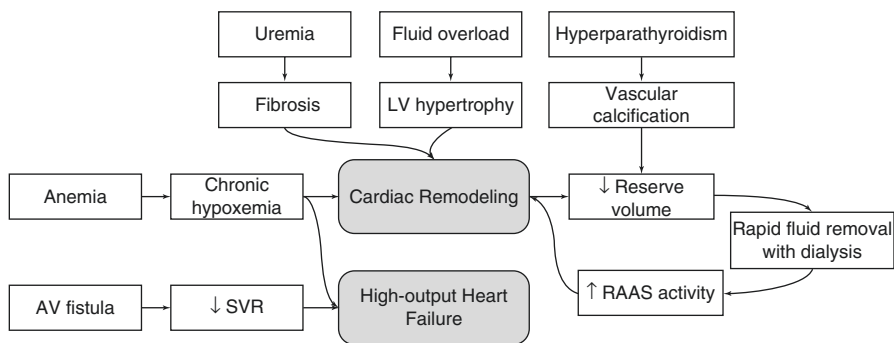 Uremia
Fluid overload
Hyperparathyroidism
Fibrosis
LV hypertrophy
Vascular
calcification
Anemia
Chronic
hypoxemia
Cardiac Remodeling
↓ Reserve
volume
Rapid fluid removal
with dialysis
AV fistula
↓ SVR
High-output Heart
Failure
↑ RAAS activity